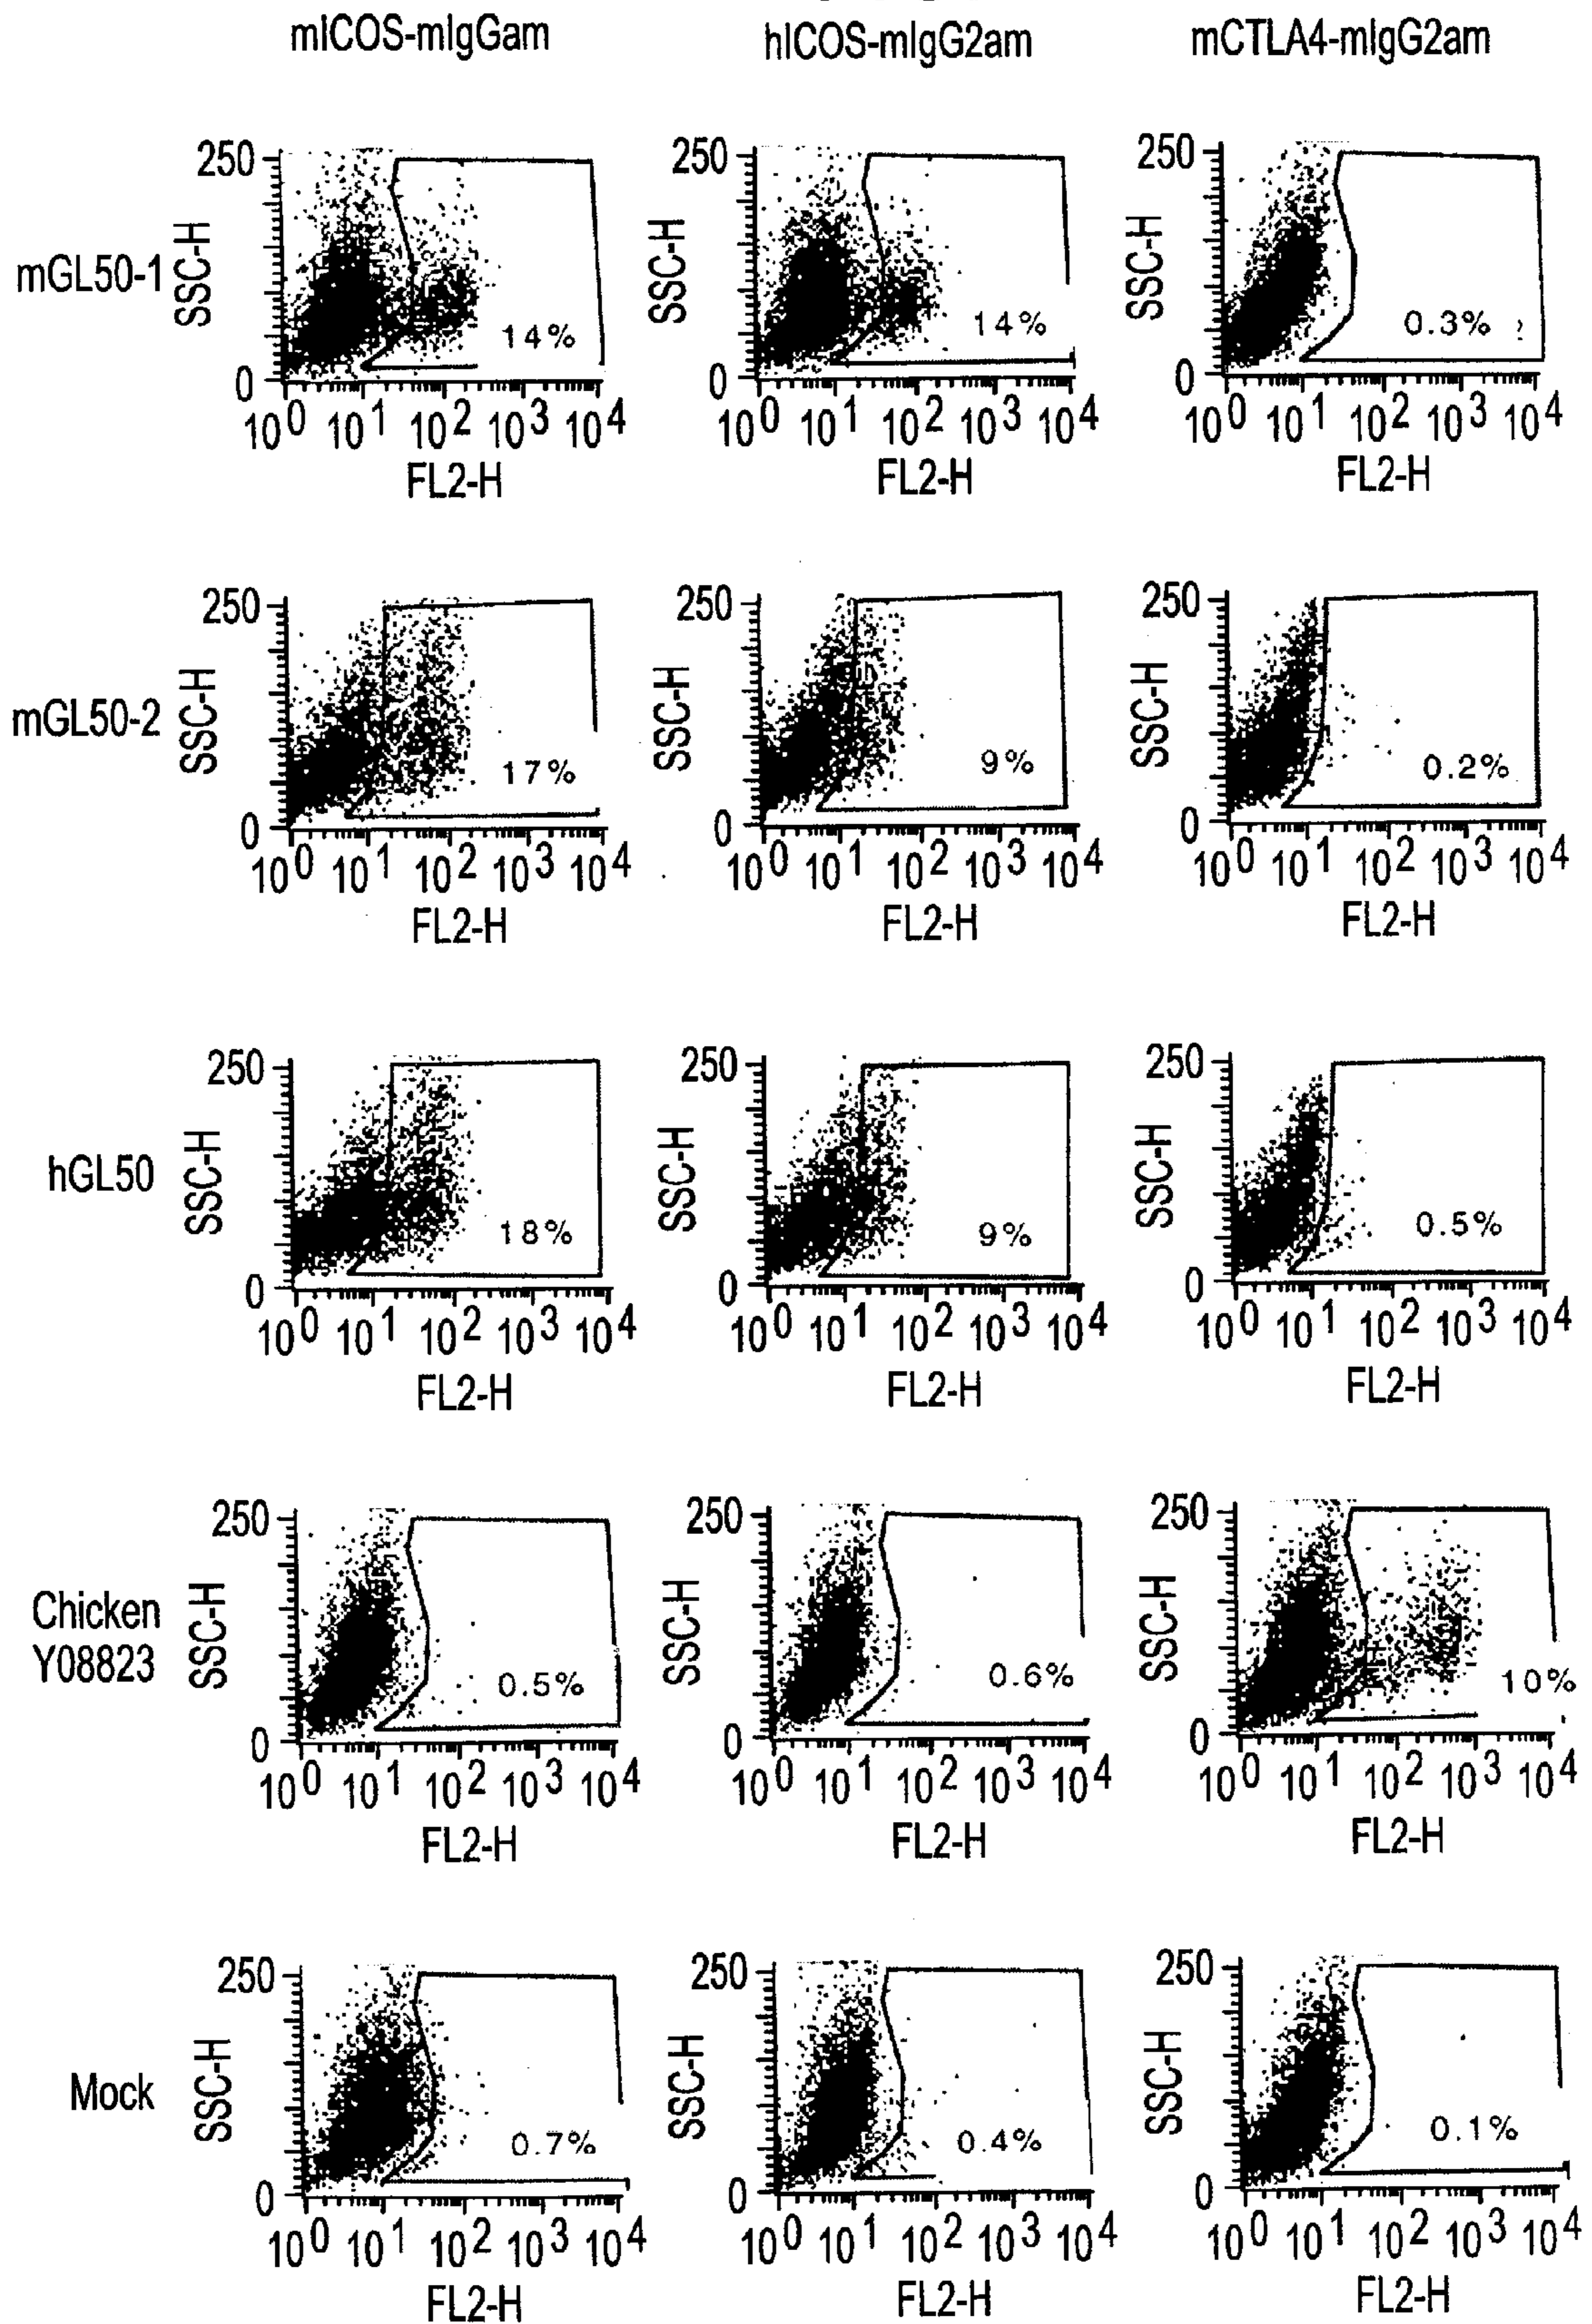 mICOS-mIgGam hICOS-mIgG2am mCTLA4-mIgG2am
mGL50-1
250 SSC-H 0 14%
10^0 10^1 10^2 10^3 10^4
FL2-H
250 SSC-H 0 14%
10^0 10^1 10^2 10^3 10^4
FL2-H
250 SSC-H 0 0.3%
10^0 10^1 10^2 10^3 10^4
FL2-H
mGL50-2
250 SSC-H 0 17%
10^0 10^1 10^2 10^3 10^4
FL2-H
250 SSC-H 0 9%
10^0 10^1 10^2 10^3 10^4
FL2-H
250 SSC-H 0 0.2%
10^0 10^1 10^2 10^3 10^4
FL2-H
hGL50
250 SSC-H 0 18%
10^0 10^1 10^2 10^3 10^4
FL2-H
250 SSC-H 0 9%
10^0 10^1 10^2 10^3 10^4
FL2-H
250 SSC-H 0 0.5%
10^0 10^1 10^2 10^3 10^4
FL2-H
Chicken
Y08823
250 SSC-H 0 0.5%
10^0 10^1 10^2 10^3 10^4
FL2-H
250 SSC-H 0 0.6%
10^0 10^1 10^2 10^3 10^4
FL2-H
250 SSC-H 0 10%
10^0 10^1 10^2 10^3 10^4
FL2-H
Mock
250 SSC-H 0 0.7%
10^0 10^1 10^2 10^3 10^4
FL2-H
250 SSC-H 0 0.4%
10^0 10^1 10^2 10^3 10^4
FL2-H
250 SSC-H 0 0.1%
10^0 10^1 10^2 10^3 10^4
FL2-H